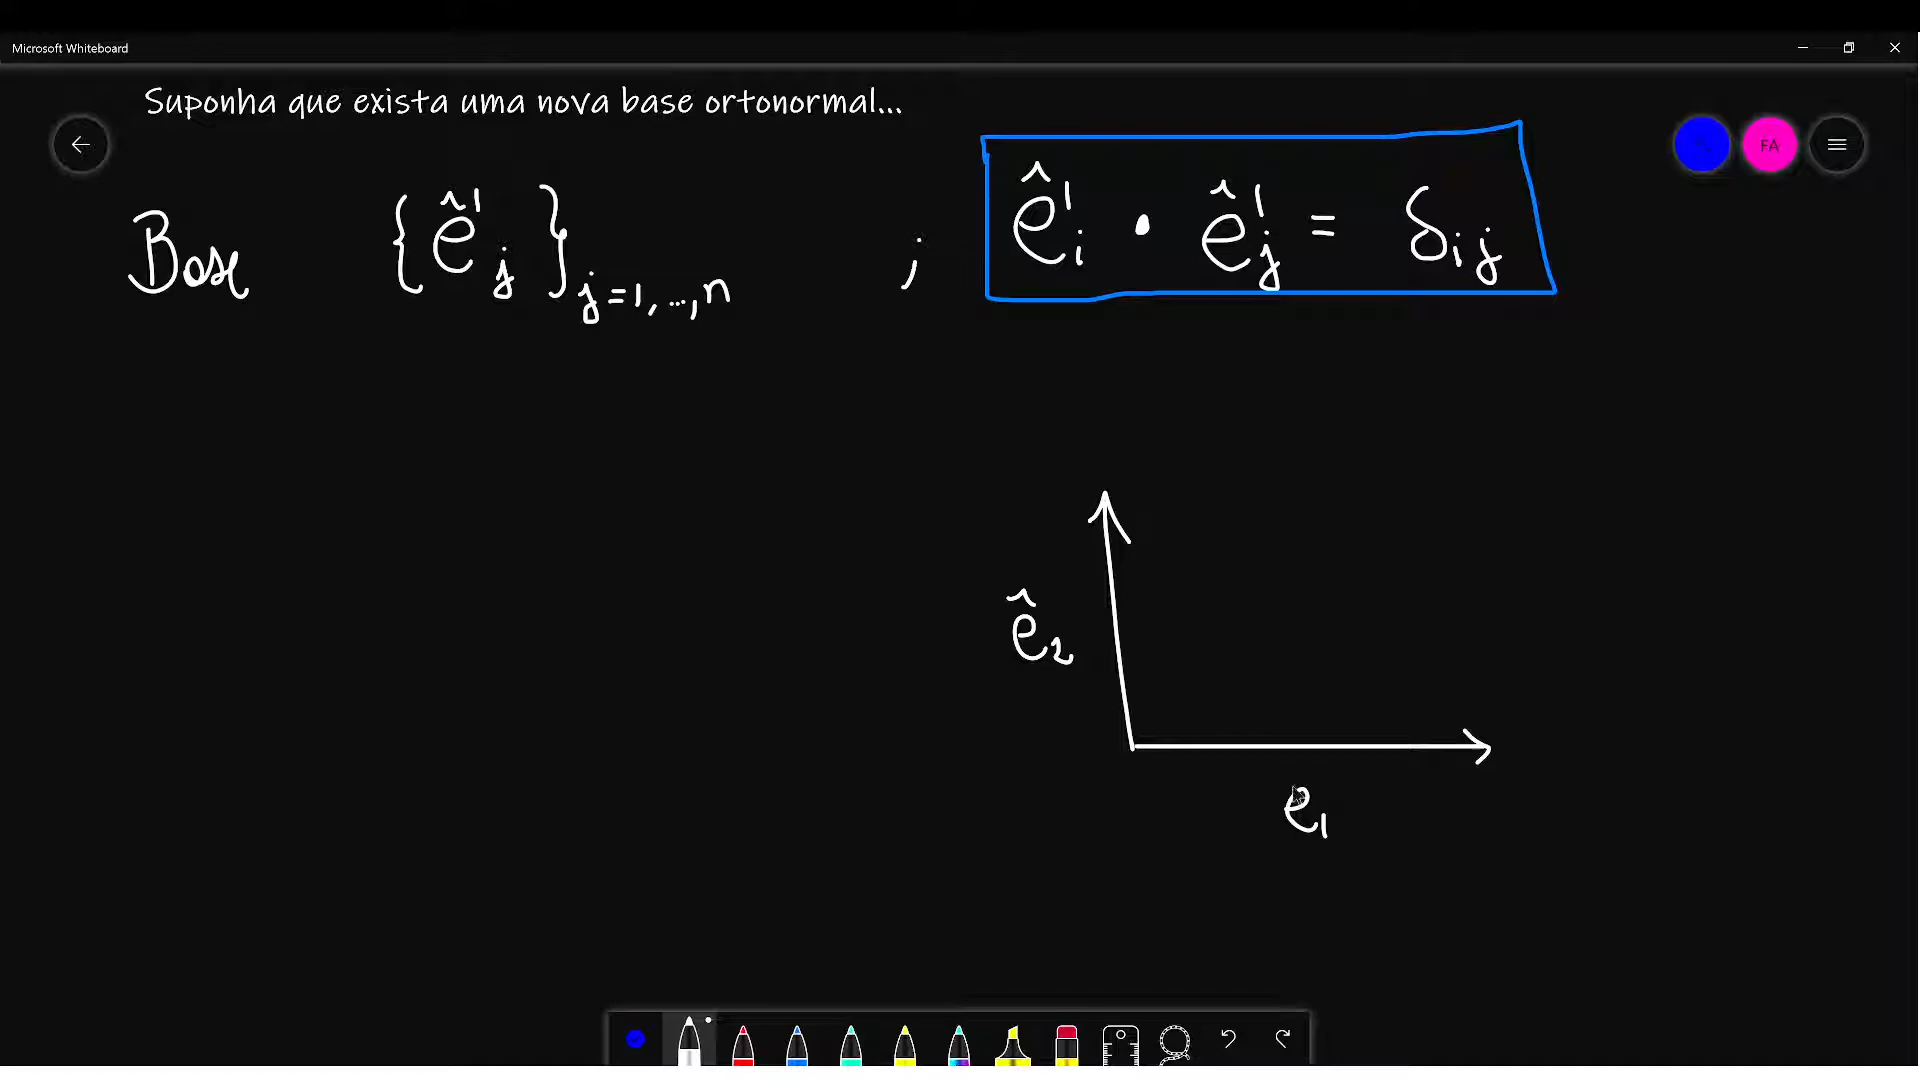 Microsoft Whiteboard
Suponha que exista uma nova base ortonormal...
FA
Base {ê'_j}_{j=1,...,n} ; ê'_i • ê'_j = δ_ij
ê_2
e_1